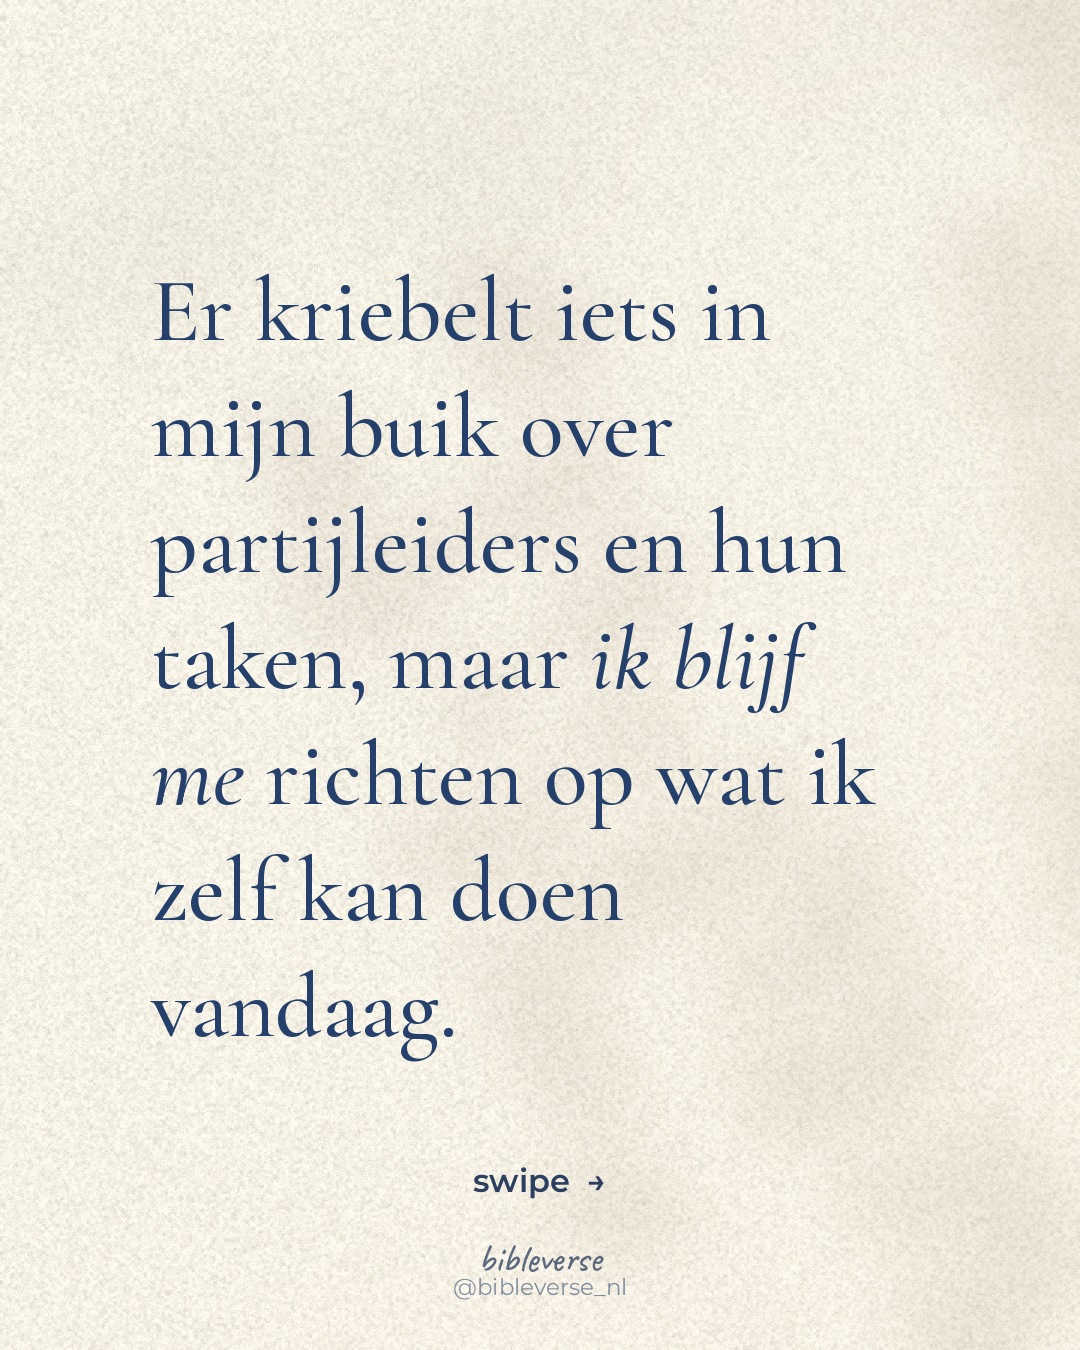 Er kriebelt iets in
mijn buik over
partijleiders en hun
taken, maar ik blijf
me richten op wat ik
zelf kan doen
vandaag.
swipe →
bibleverse
@bibleverse_nl